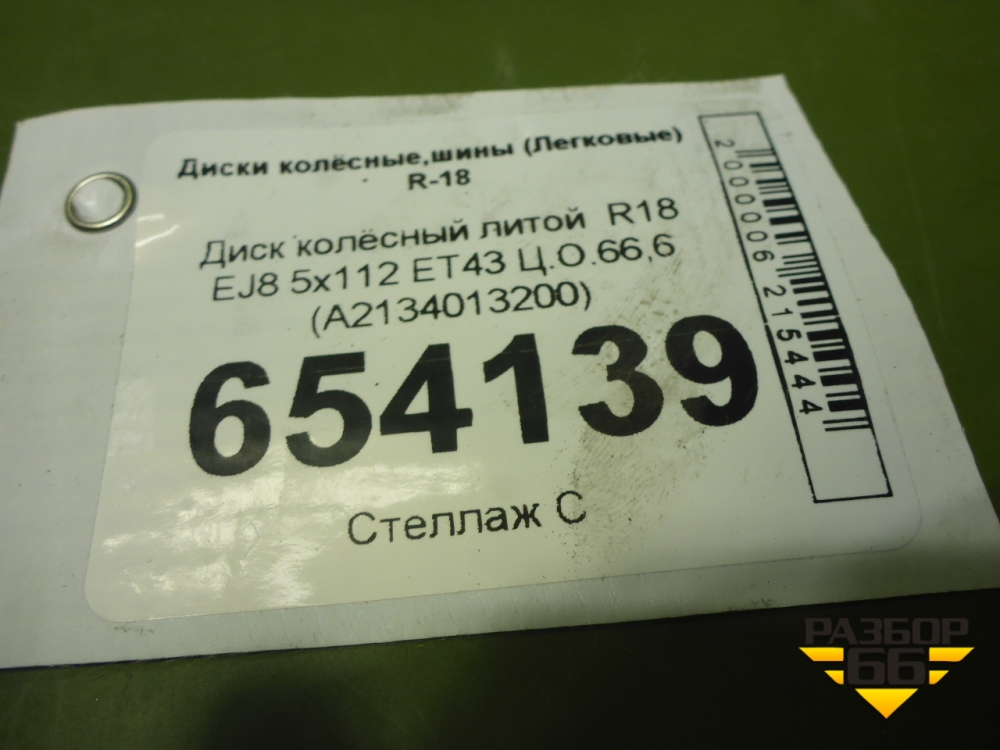 Диски колёсные,шины (Легковые)
R-18
Диск колёсный литой R18
EJ8 5x112 ET43 Ц.О.66,6
(A2134013200)
654139
Стеллаж С
2000006215444
РАЗБОР
66